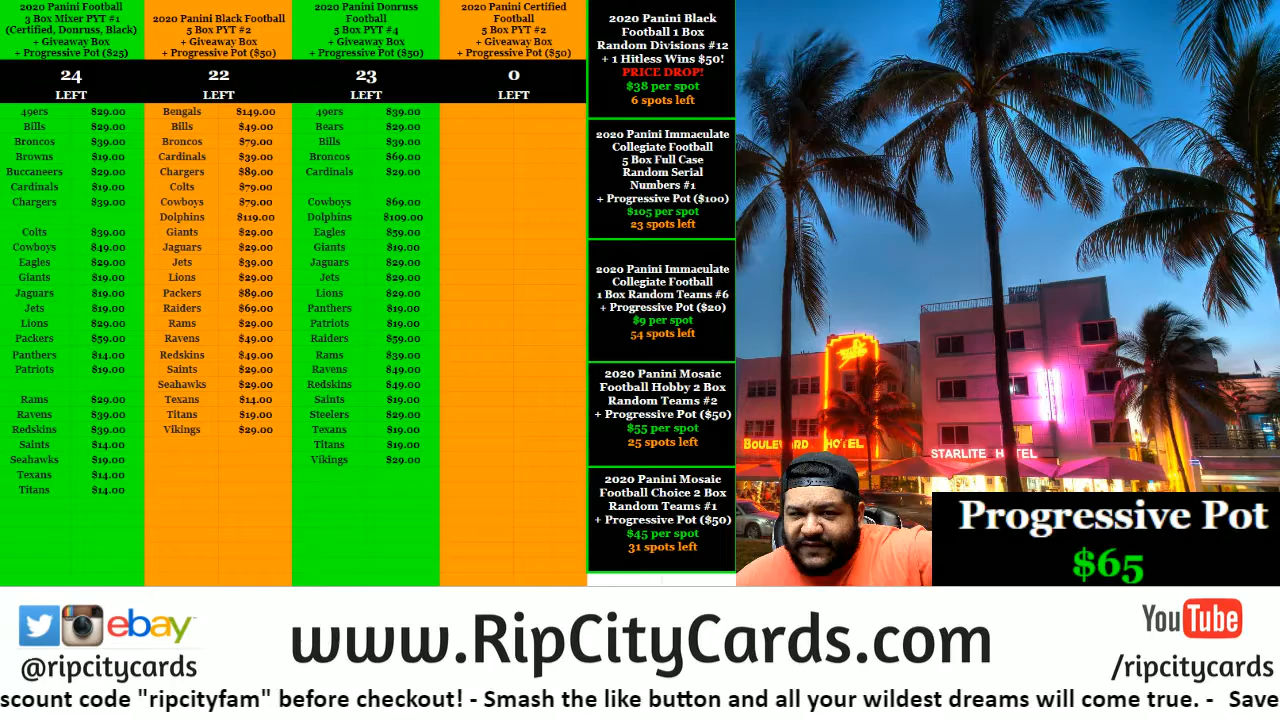 2020 Panini Football
3 Box Mixer PYT #1
(Certified, Donruss, Black)
+ Giveaway Box
+ Progressive Pot ($25)
24
LEFT
49ers $29.00
Bills $29.00
Broncos $39.00
Browns $19.00
Buccaneers $29.00
Cardinals $19.00
Chargers $39.00
Colts $39.00
Cowboys $49.00
Eagles $29.00
Giants $19.00
Jaguars $19.00
Jets $19.00
Lions $29.00
Packers $59.00
Panthers $14.00
Patriots $19.00
Rams $29.00
Ravens $39.00
Redskins $39.00
Saints $14.00
Seahawks $19.00
Texans $14.00
Titans $14.00
2020 Panini Black Football
5 Box PYT #2
+ Giveaway Box
+ Progressive Pot ($50)
22
LEFT
Bengals $149.00
Bills $49.00
Broncos $79.00
Cardinals $39.00
Chargers $89.00
Colts $79.00
Cowboys $79.00
Dolphins $119.00
Giants $29.00
Jaguars $29.00
Jets $39.00
Lions $29.00
Packers $89.00
Raiders $69.00
Rams $29.00
Ravens $49.00
Redskins $49.00
Saints $29.00
Seahawks $29.00
Texans $14.00
Titans $19.00
Vikings $29.00
2020 Panini Donruss
Football
5 Box PYT #4
+ Giveaway Box
+ Progressive Pot ($50)
23
LEFT
49ers $39.00
Bears $29.00
Bills $39.00
Broncos $69.00
Cardinals $29.00
Cowboys $69.00
Dolphins $109.00
Eagles $59.00
Giants $19.00
Jaguars $29.00
Jets $29.00
Lions $29.00
Panthers $19.00
Patriots $19.00
Raiders $59.00
Rams $39.00
Ravens $49.00
Redskins $49.00
Saints $19.00
Steelers $29.00
Texans $19.00
Titans $19.00
Vikings $29.00
2020 Panini Certified
Football
5 Box PYT #2
+ Giveaway Box
+ Progressive Pot ($50)
0
LEFT
2020 Panini Black
Football 1 Box
Random Divisions #12
+ 1 Hitless Wins $50!
PRICE DROP!
$38 per spot
6 spots left
2020 Panini Immaculate
Collegiate Football
5 Box Full Case
Random Serial
Numbers #1
+ Progressive Pot ($100)
$105 per spot
23 spots left
2020 Panini Immaculate
Collegiate Football
1 Box Random Teams #6
+ Progressive Pot ($20)
$9 per spot
54 spots left
2020 Panini Mosaic
Football Hobby 2 Box
Random Teams #2
+ Progressive Pot ($50)
$55 per spot
25 spots left
2020 Panini Mosaic
Football Choice 2 Box
Random Teams #1
+ Progressive Pot ($50)
$45 per spot
31 spots left
BOULEVARD HOTEL
STARLITE HOTEL
Progressive Pot
$65
ebay
@ripcitycards
www.RipCityCards.com
YouTube
/ripcitycards
scount code "ripcityfam" before checkout! - Smash the like button and all your wildest dreams will come true. - Save